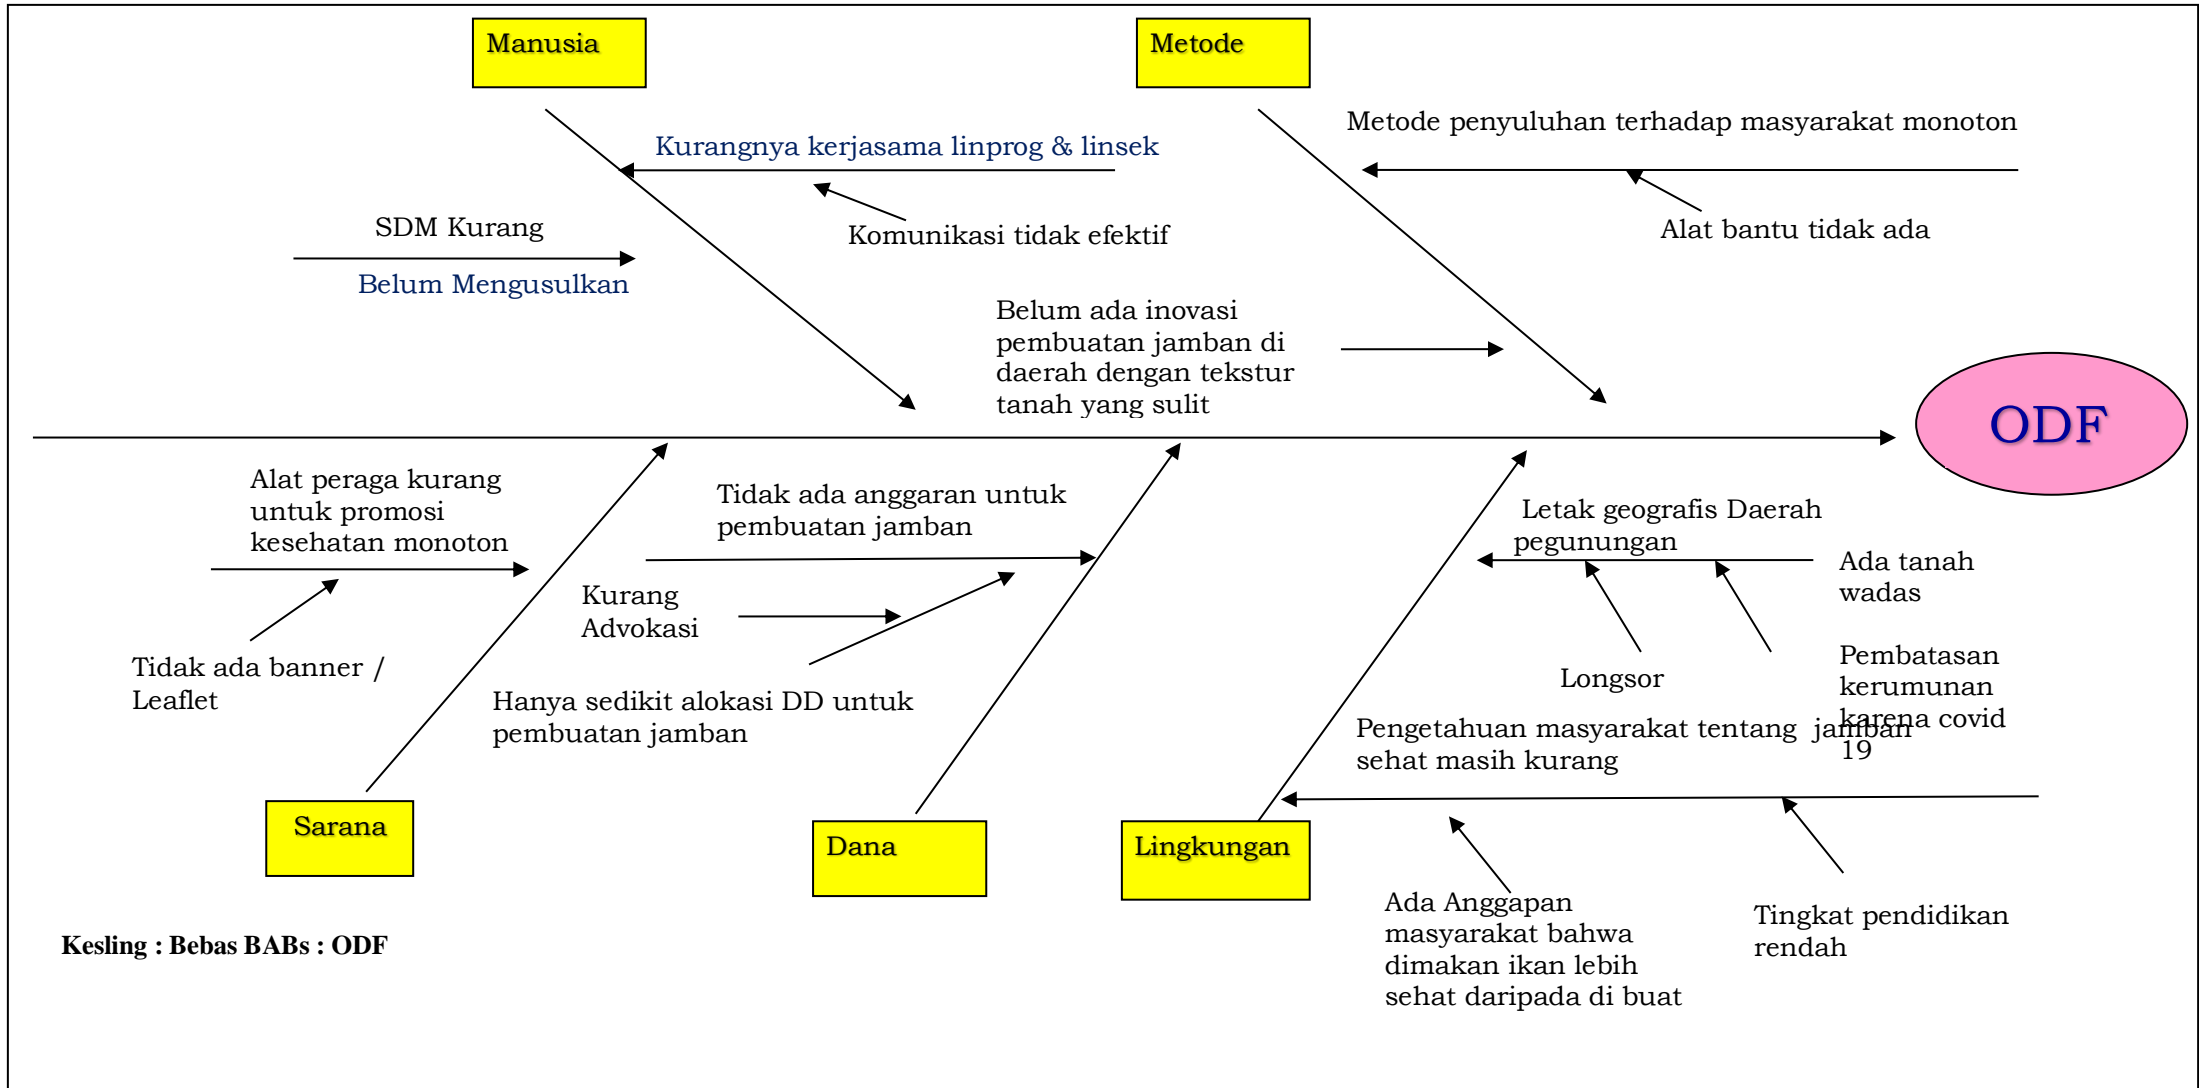 Manusia
Metode
Kurangnya kerjasama linprog & linsek
Metode penyuluhan terhadap masyarakat monoton
SDM Kurang
Komunikasi tidak efektif
Alat bantu tidak ada
Belum Mengusulkan
Belum ada inovasi
pembuatan jamban di
daerah dengan tekstur
tanah yang sulit
ODF
Alat peraga kurang
untuk promosi
kesehatan monoton
Tidak ada anggaran untuk
pembuatan jamban
Letak geografis Daerah
pegunungan
Ada tanah
wadas
Kurang
Advokasi
Tidak ada banner /
Leaflet
Hanya sedikit alokasi DD untuk
pembuatan jamban
Longsor
Pembatasan
kerumunan
karena covid
19
Pengetahuan masyarakat tentang  jamban
sehat masih kurang
Sarana
Dana
Lingkungan
Ada Anggapan
masyarakat bahwa
dimakan ikan lebih
sehat daripada di buat
Tingkat pendidikan
rendah
Kesling : Bebas BABs : ODF